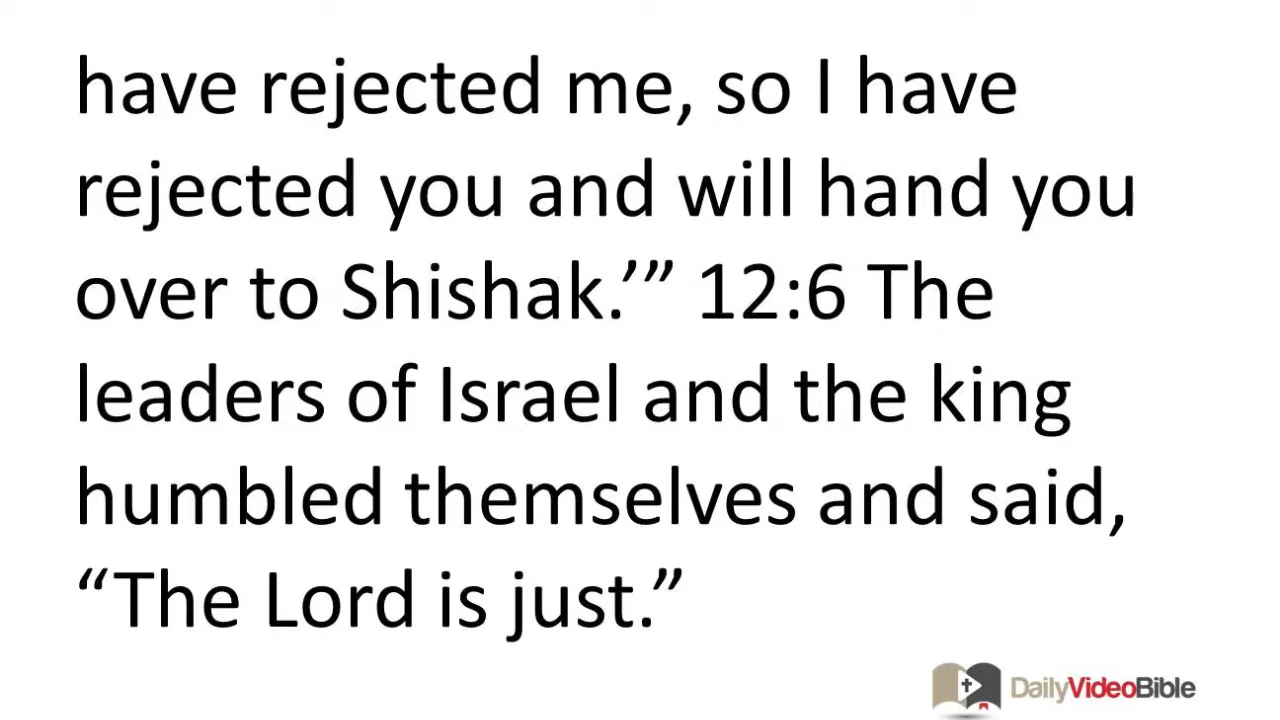 have rejected me, so I have
rejected you and will hand you
over to Shishak.’” 12:6 The
leaders of Israel and the king
humbled themselves and said,
“The Lord is just.”
DailyVideoBible